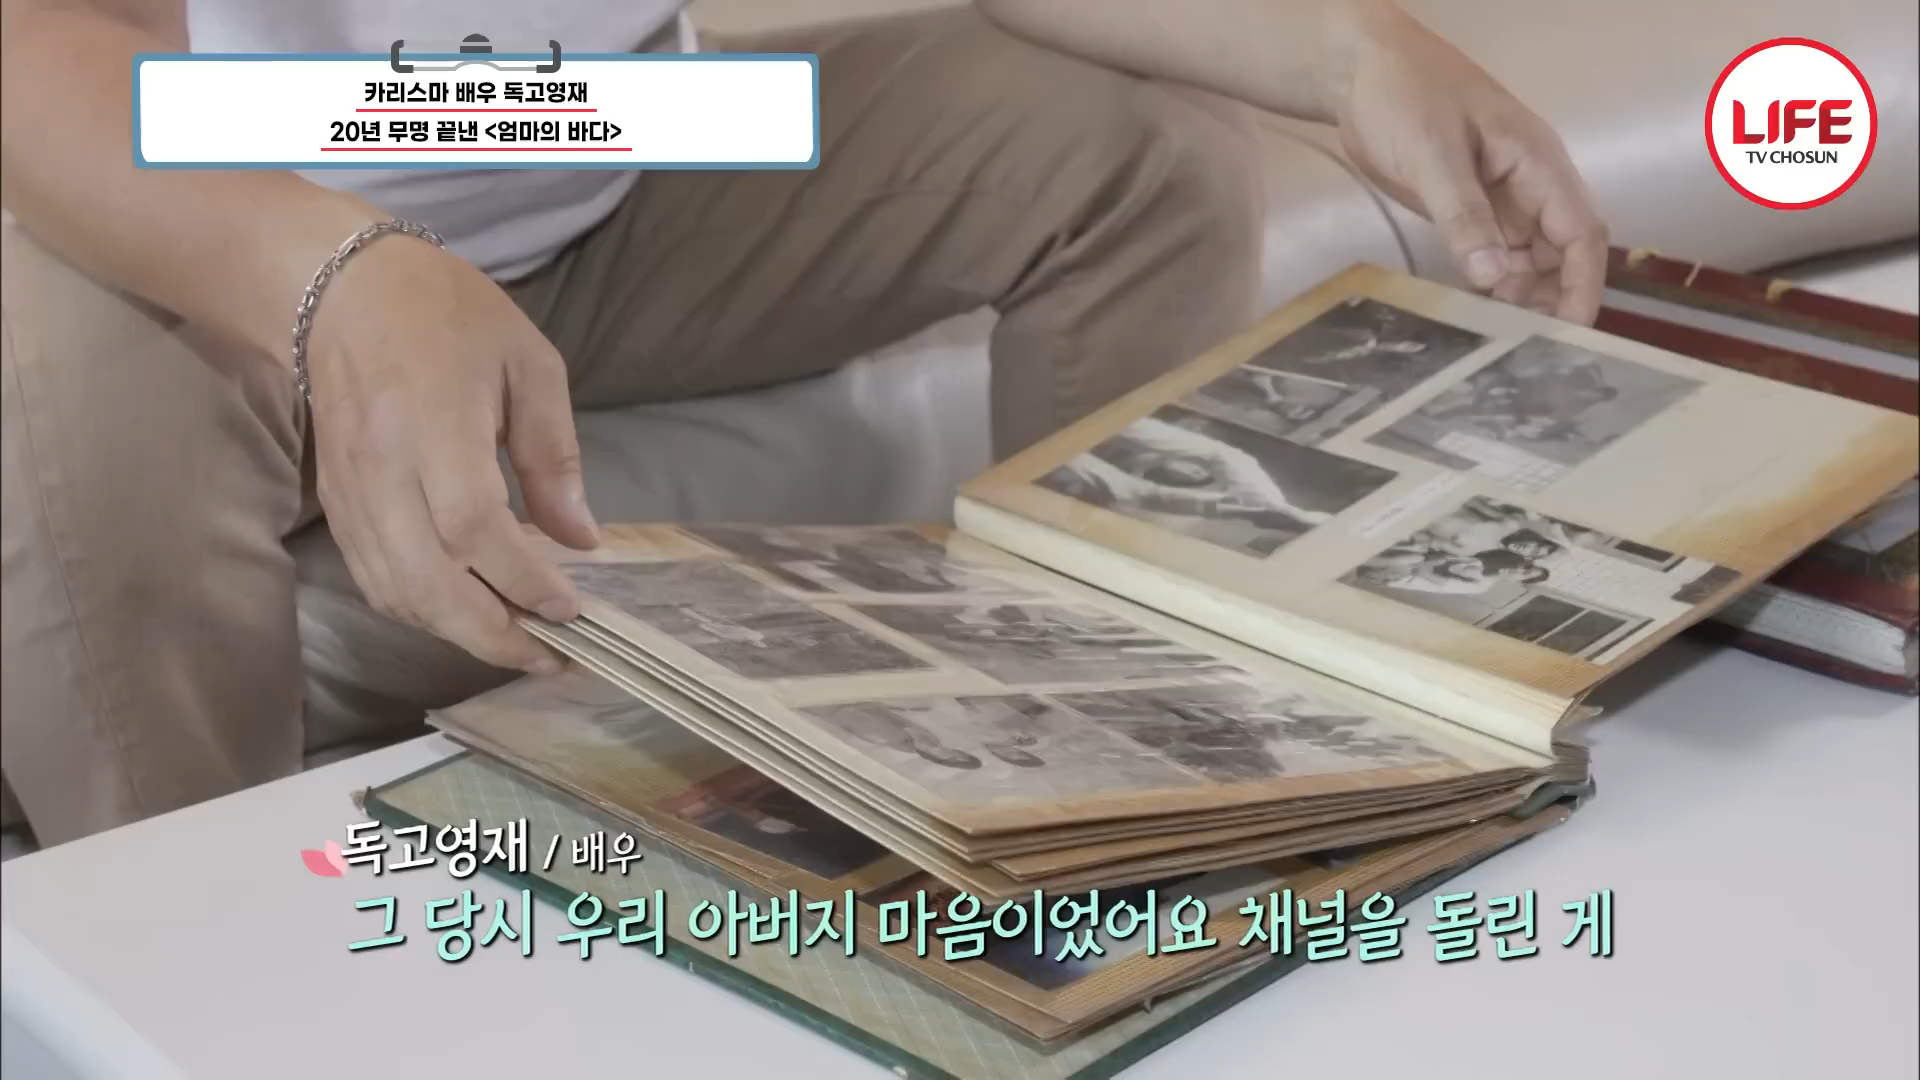 카리스마 배우 독고영재
20년 무명 끝낸 <엄마의 바다>
LIFE
TV CHOSUN
독고영재 / 배우
그 당시 우리 아버지 마음이었어요 채널을 돌린 게